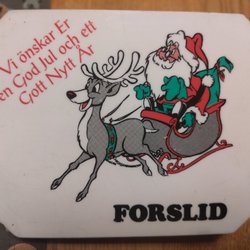 Vi önskar Er
en God Jul och ett
Gott Nytt År
FORSLID